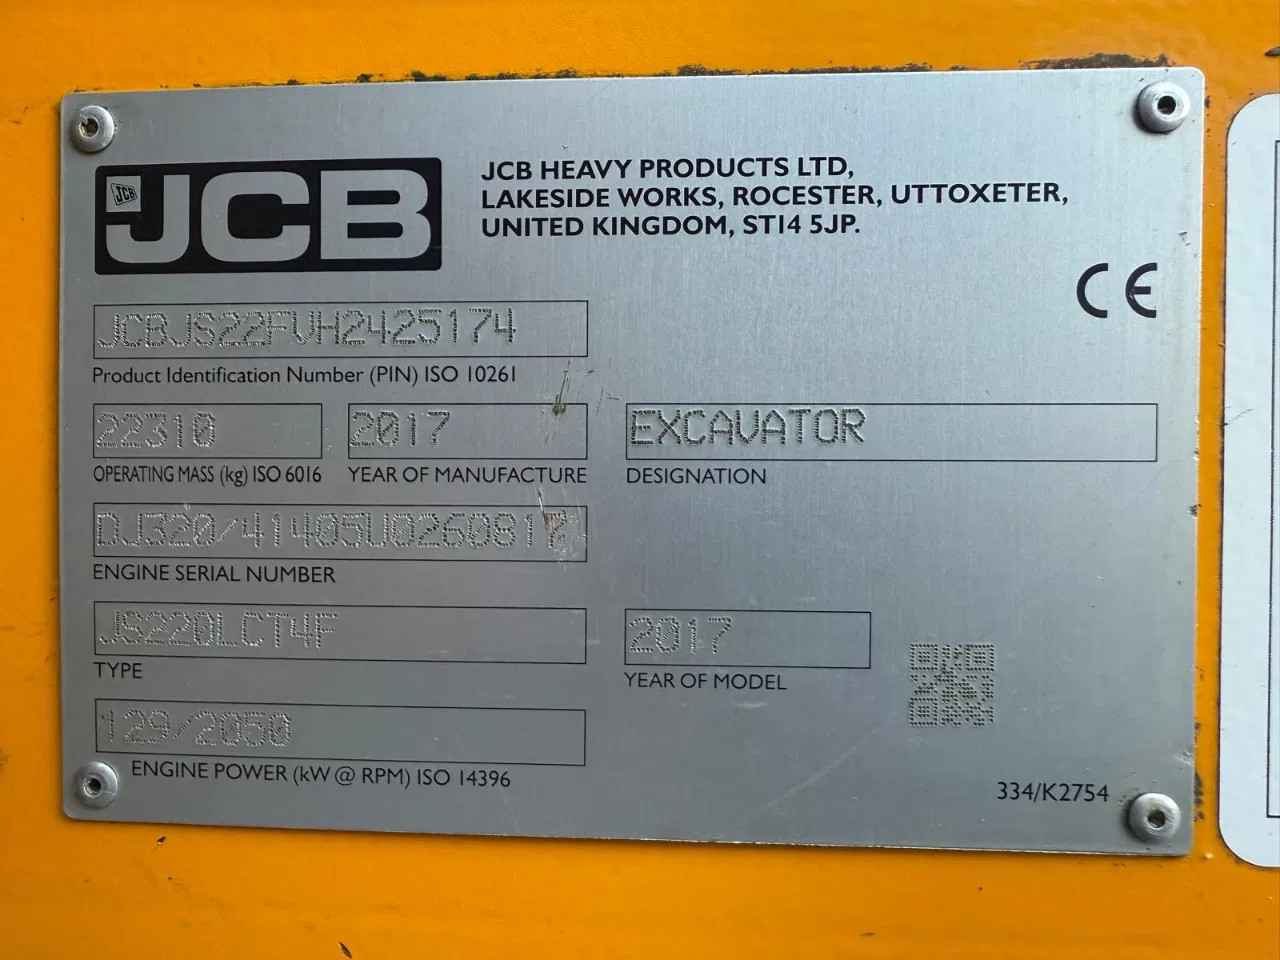 JCB
JCB
JCB HEAVY PRODUCTS LTD,
LAKESIDE WORKS, ROCESTER, UTTOXETER,
UNITED KINGDOM, ST14 5JP.
CE
JCBJS22FVH2425174
Product Identification Number (PIN) ISO 10261
22310
2017
EXCAVATOR
OPERATING MASS (kg) ISO 6016
YEAR OF MANUFACTURE
DESIGNATION
DJ320/41405U0260817
ENGINE SERIAL NUMBER
JS220LCT4F
2017
TYPE
YEAR OF MODEL
129/2050
ENGINE POWER (kW @ RPM) ISO 14396
334/K2754